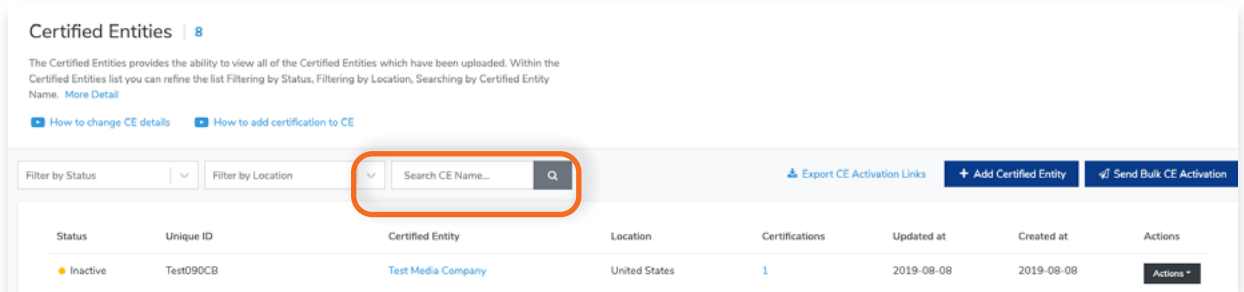 Certified Entities | 8
The Certified Entities provides the ability to view all of the Certified Entities which have been uploaded. Within the
Certified Entities list you can refine the list Filtering by Status, Filtering by Location, Searching by Certified Entity
Name. More Detail
How to change CE details How to add certification to CE
Filter by Status Filter by Location Search CE Name... Export CE Activation Links + Add Certified Entity Send Bulk CE Activation
Status Unique ID Certified Entity Location Certifications Updated at Created at Actions
Inactive Test090CB Test Media Company United States 1 2019-08-08 2019-08-08 Actions